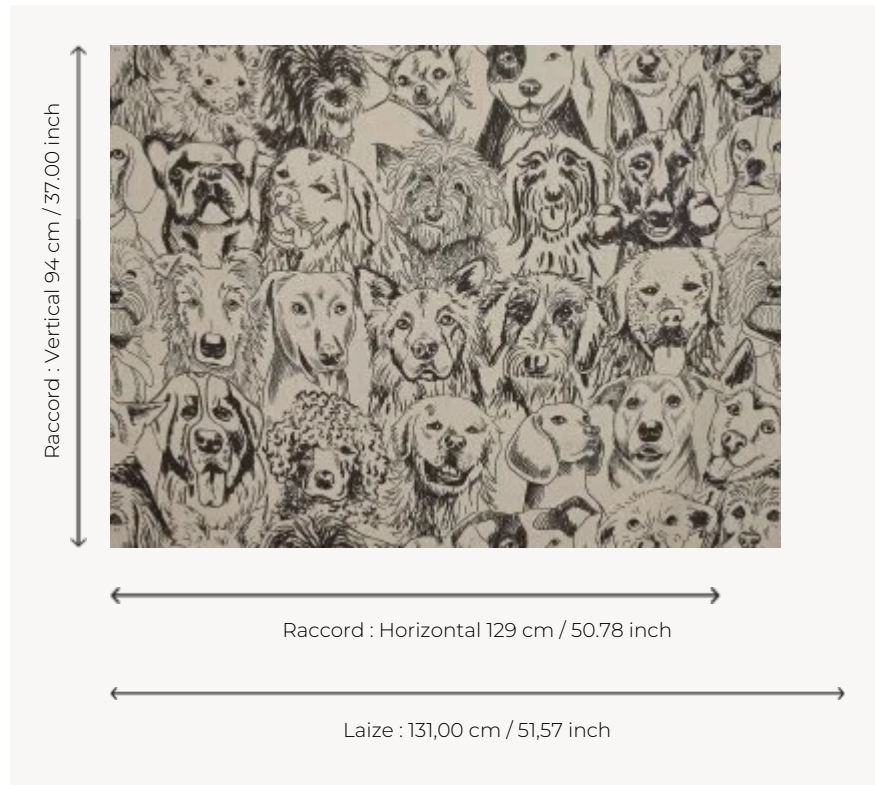 Raccord : Vertical 94 cm / 37.00 inch
Raccord : Horizontal 129 cm / 50.78 inch
Laize : 131,00 cm / 51,57 inch